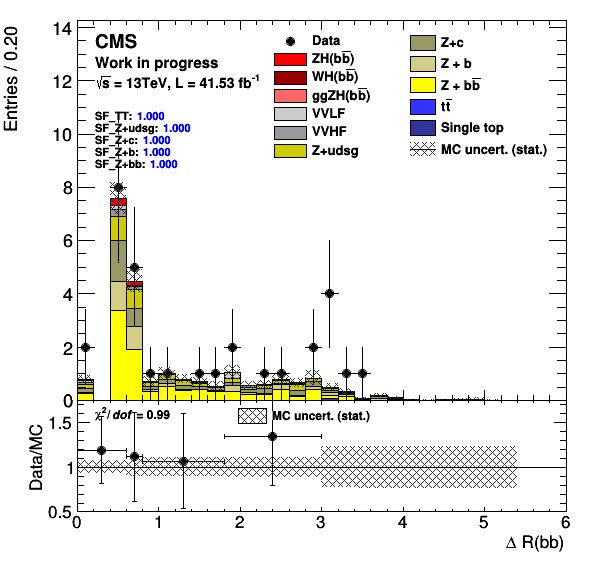 CMS
Work in progress
√s = 13TeV, L = 41.53 fb⁻¹
SF_TT: 1.000
SF_Z+udsg: 1.000
SF_Z+c: 1.000
SF_Z+b: 1.000
SF_Z+bb: 1.000
Data
ZH(bb̅)
WH(bb̅)
ggZH(bb̅)
VVLF
VVHF
Z+udsg
Z+c
Z + b
Z + bb̅
tt̅
Single top
MC uncert. (stat.)
Entries / 0.20
14
12
10
8
6
4
2
0
χ²/ dof = 0.99
MC uncert. (stat.)
Data/MC
1.5
1
0.5
0 1 2 3 4 5 6
Δ R(bb)